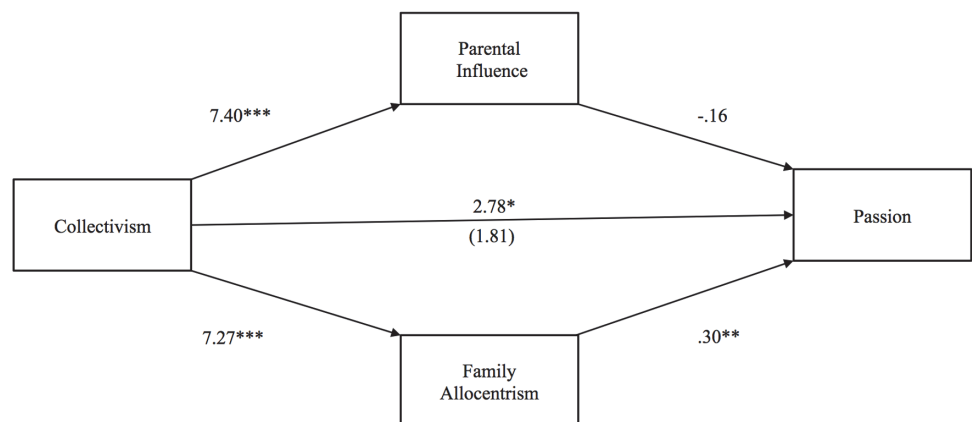 Parental
Influence
7.40***
-.16
Collectivism
2.78*
(1.81)
Passion
7.27***
.30**
Family
Allocentrism